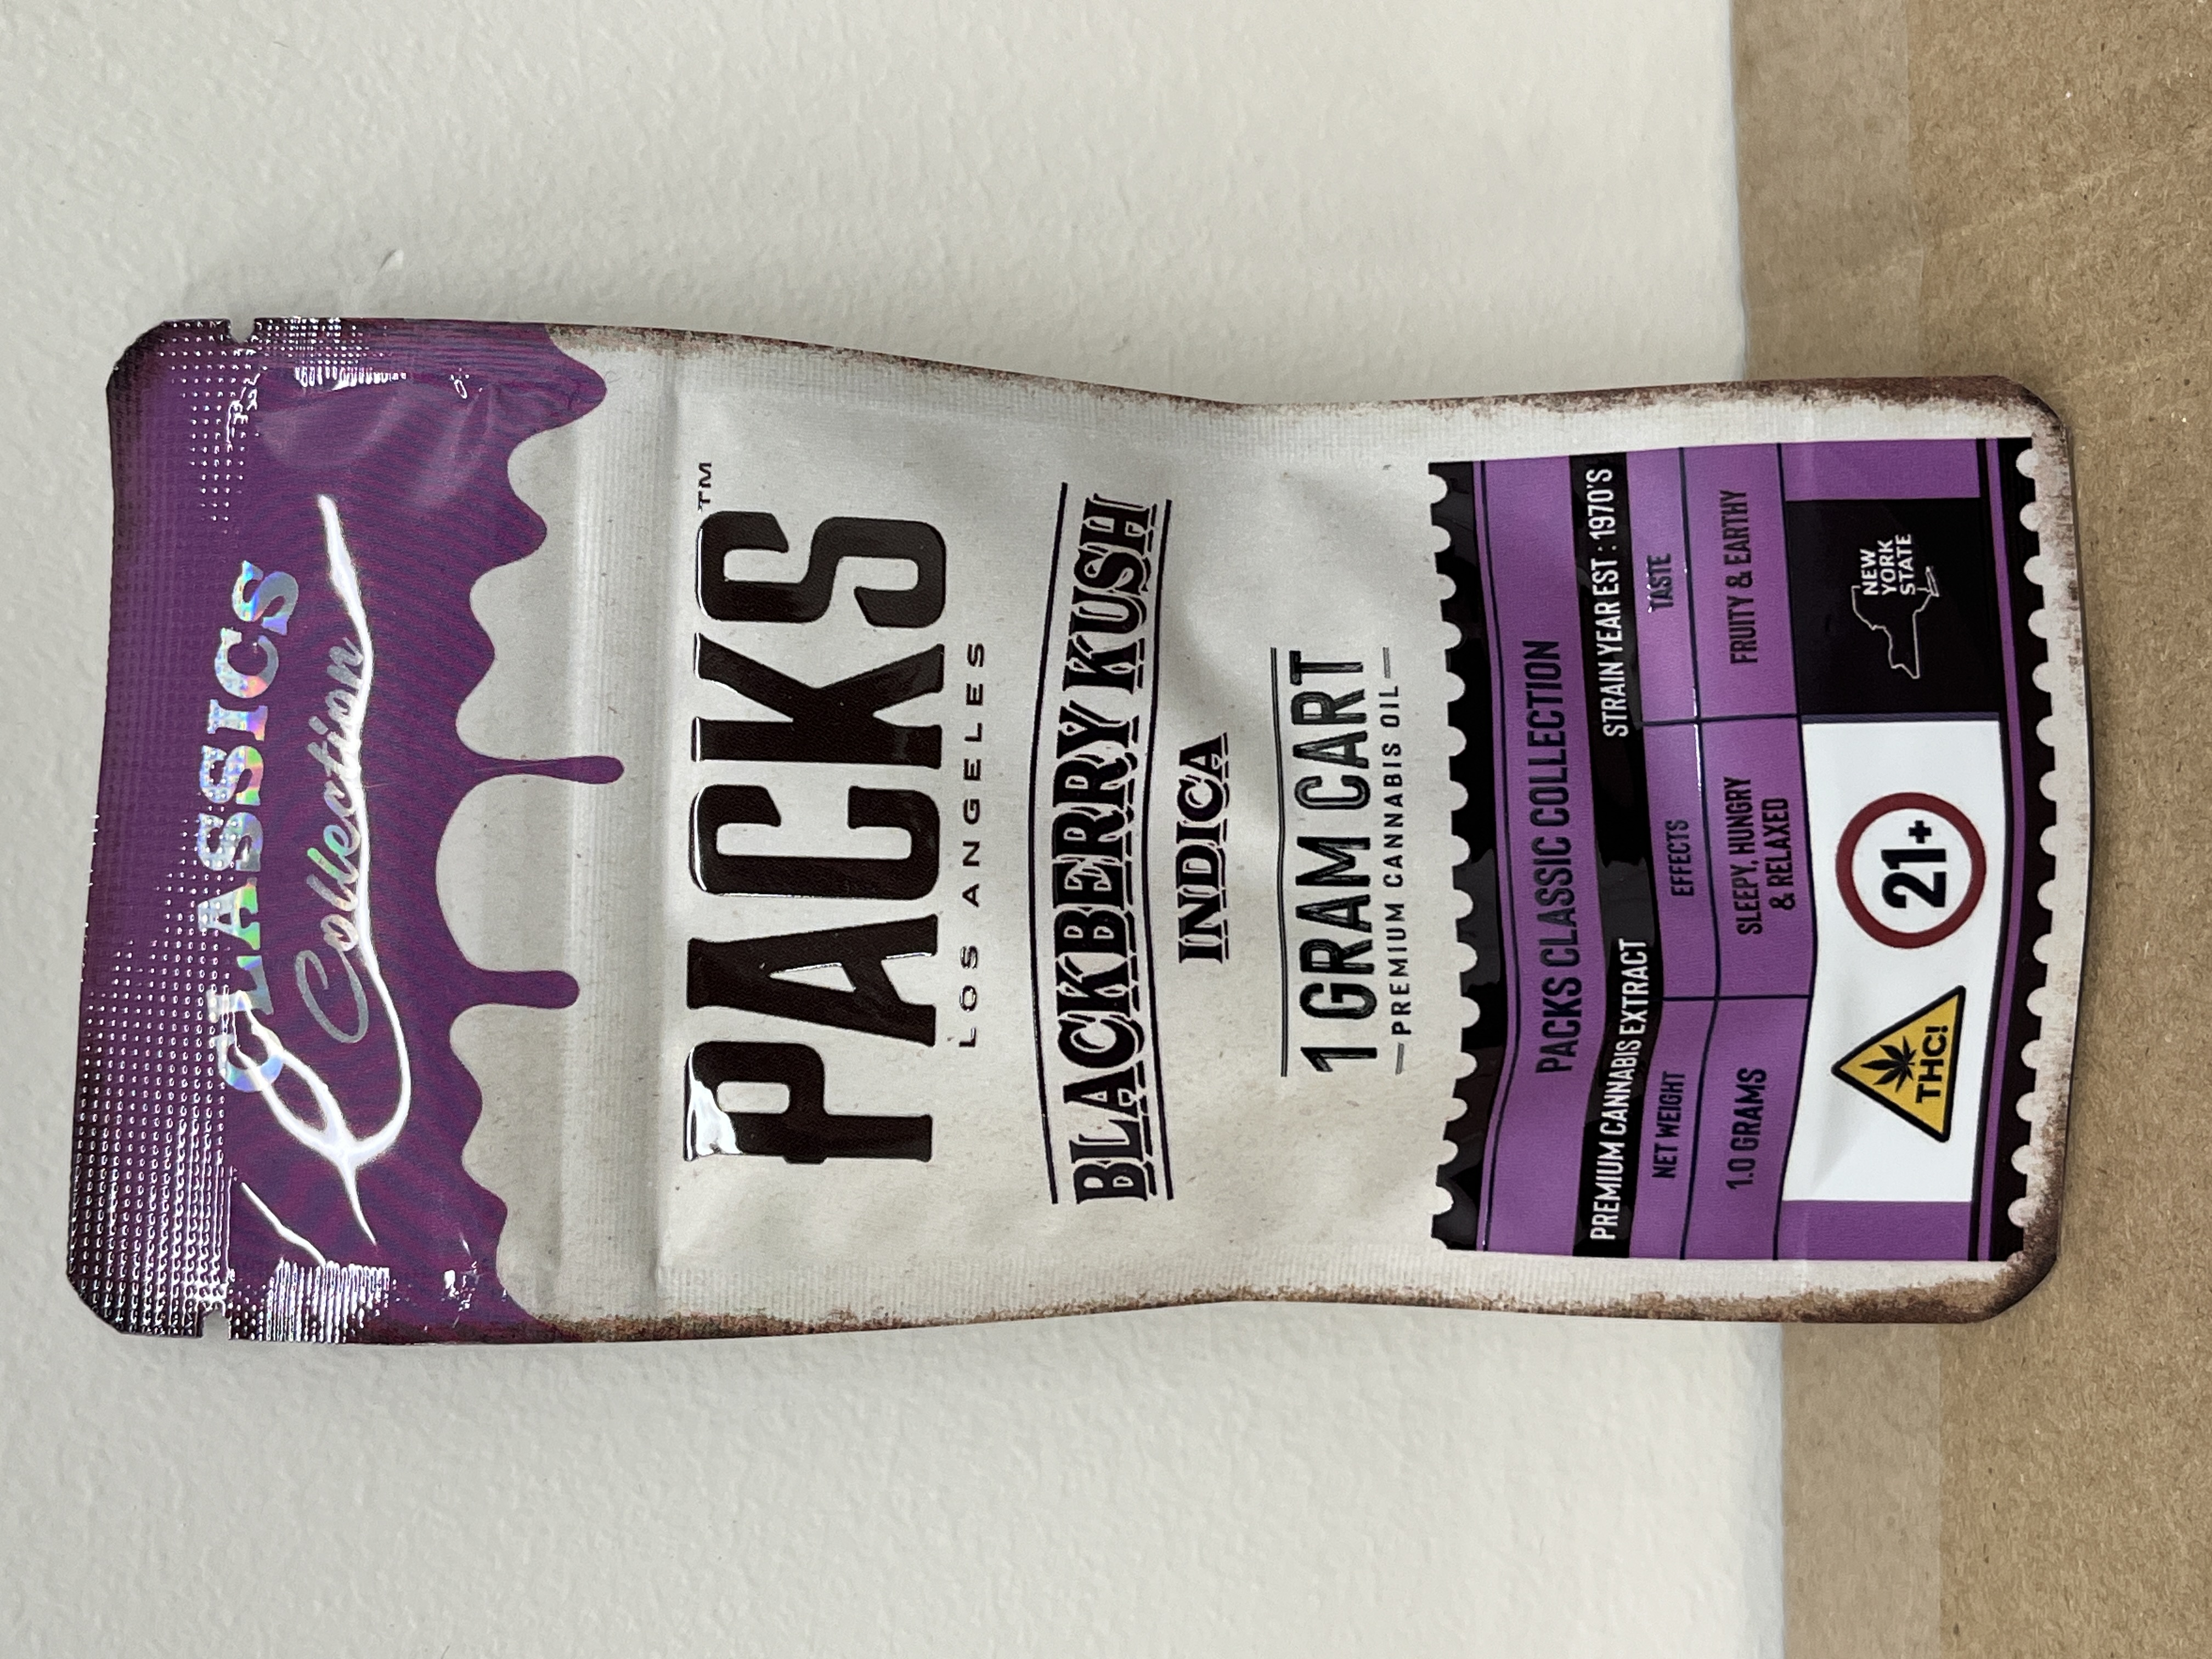 CLASSICS
Collection
PACKS™
LOS ANGELES
BLACKBERRY KUSH
INDICA
1 GRAM CART
PREMIUM CANNABIS OIL
PACKS CLASSIC COLLECTION
PREMIUM CANNABIS EXTRACT STRAIN YEAR EST : 1970'S
NET WEIGHT EFFECTS TASTE
1.0 GRAMS SLEEPY, HUNGRY & RELAXED FRUITY & EARTHY
THC! 21+ NEW YORK STATE